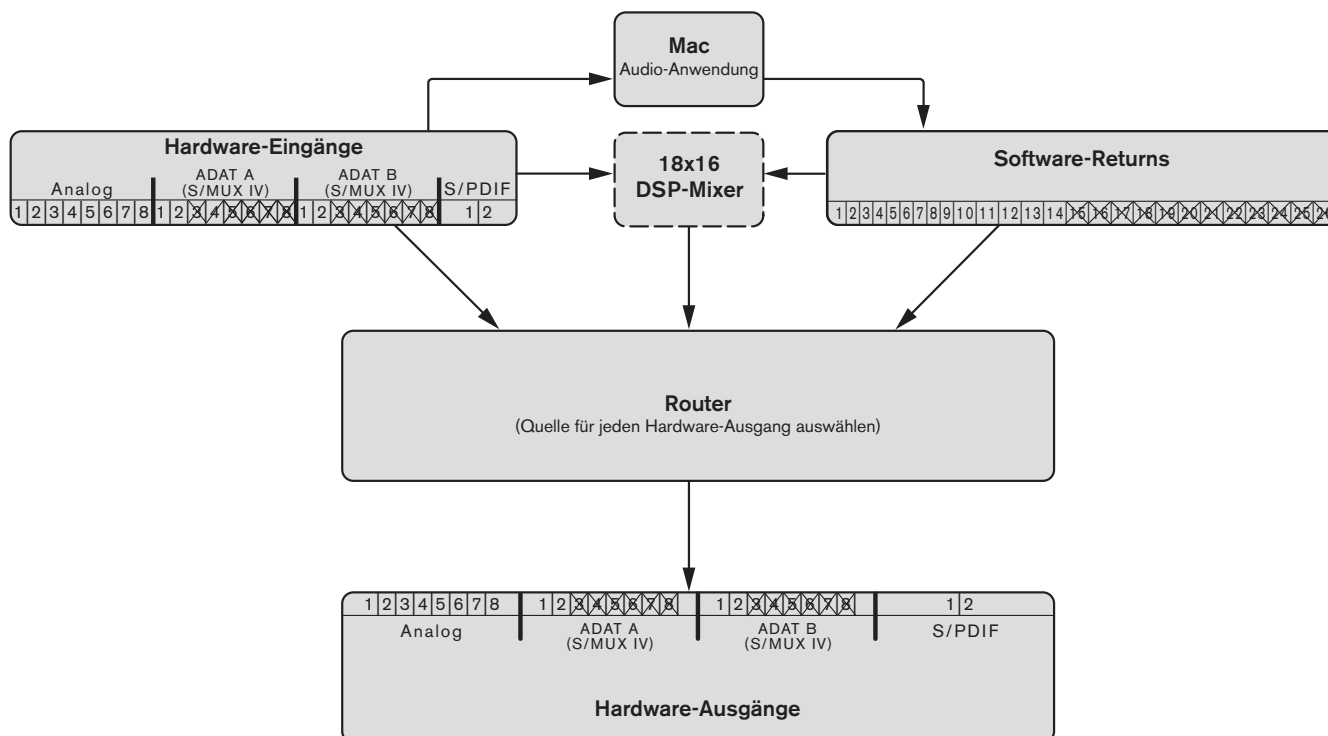 Mac
Audio-Anwendung
Hardware-Eingänge
Analog
ADAT A
(S/MUX IV)
ADAT B
(S/MUX IV)
S/PDIF
1 2 3 4 5 6 7 8 1 2 3 4 5 6 7 8 1 2 3 4 5 6 7 8 1 2
18x16
DSP-Mixer
Software-Returns
1 2 3 4 5 6 7 8 9 10 11 12 13 14 15 16 17 18 19 20 21 22 23 24 25 26
Router
(Quelle für jeden Hardware-Ausgang auswählen)
1 2 3 4 5 6 7 8 1 2 3 4 5 6 7 8 1 2 3 4 5 6 7 8 1 2
Analog
ADAT A
(S/MUX IV)
ADAT B
(S/MUX IV)
S/PDIF
Hardware-Ausgänge